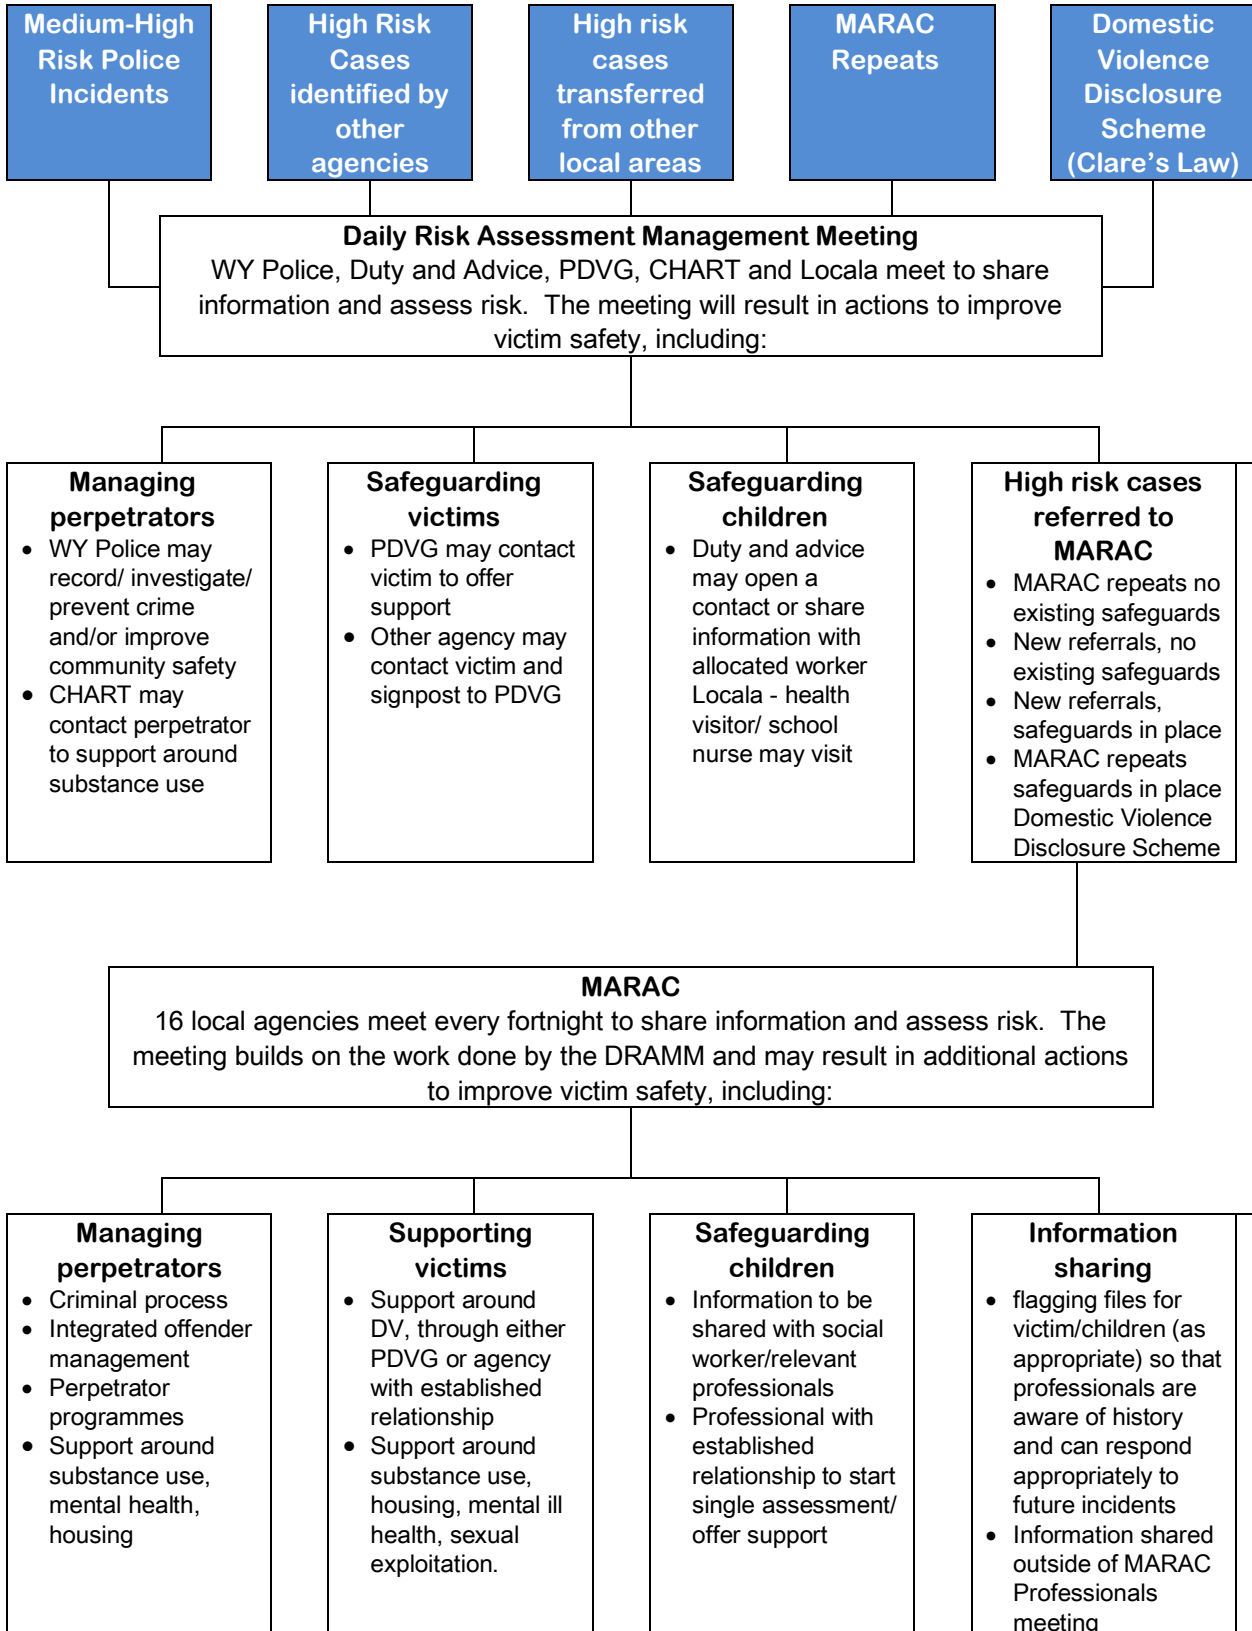 Medium-High
Risk Police
Incidents
High Risk
Cases
identified by
other
agencies
High risk
cases
transferred
from other
local areas
MARAC
Repeats
Domestic
Violence
Disclosure
Scheme
(Clare's Law)
Daily Risk Assessment Management Meeting
WY Police, Duty and Advice, PDVG, CHART and Locala meet to share
information and assess risk. The meeting will result in actions to improve
victim safety, including:
Managing
perpetrators
• WY Police may
record/ investigate/
prevent crime
and/or improve
community safety
• CHART may
contact perpetrator
to support around
substance use
Safeguarding
victims
• PDVG may contact
victim to offer
support
• Other agency may
contact victim and
signpost to PDVG
Safeguarding
children
• Duty and advice
may open a
contact or share
information with
allocated worker
Locala - health
visitor/ school
nurse may visit
High risk cases
referred to
MARAC
• MARAC repeats no
existing safeguards
• New referrals, no
existing safeguards
• New referrals,
safeguards in place
• MARAC repeats
safeguards in place
Domestic Violence
Disclosure Scheme
MARAC
16 local agencies meet every fortnight to share information and assess risk. The
meeting builds on the work done by the DRAMM and may result in additional actions
to improve victim safety, including:
Managing
perpetrators
• Criminal process
• Integrated offender
management
• Perpetrator
programmes
• Support around
substance use,
mental health,
housing
Supporting
victims
• Support around
DV, through either
PDVG or agency
with established
relationship
• Support around
substance use,
housing, mental ill
health, sexual
exploitation.
Safeguarding
children
• Information to be
shared with social
worker/relevant
professionals
• Professional with
established
relationship to start
single assessment/
offer support
Information
sharing
• flagging files for
victim/children (as
appropriate) so that
professionals are
aware of history
and can respond
appropriately to
future incidents
• Information shared
outside of MARAC
Professionals
meeting